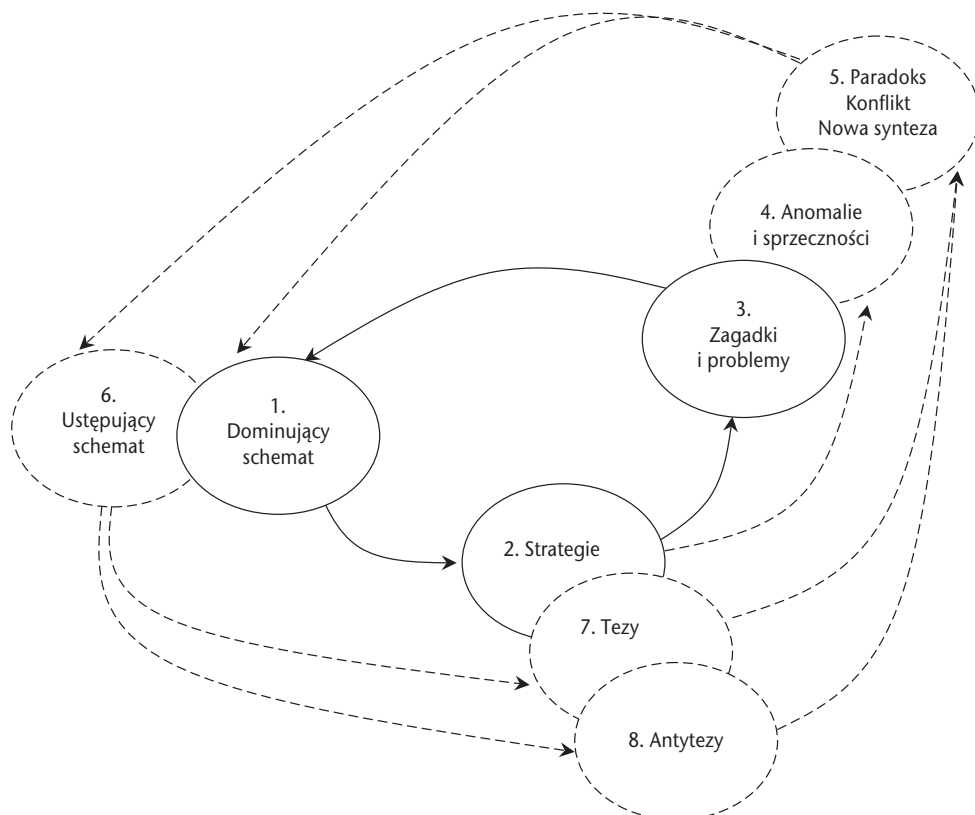 5. Paradoks
Konflikt
Nowa synteza
4. Anomalie
i sprzeczności
3.
Zagadki
i problemy
6.
Ustępujący
schemat
1.
Dominujący
schemat
2. Strategie
7. Tezy
8. Antytezy